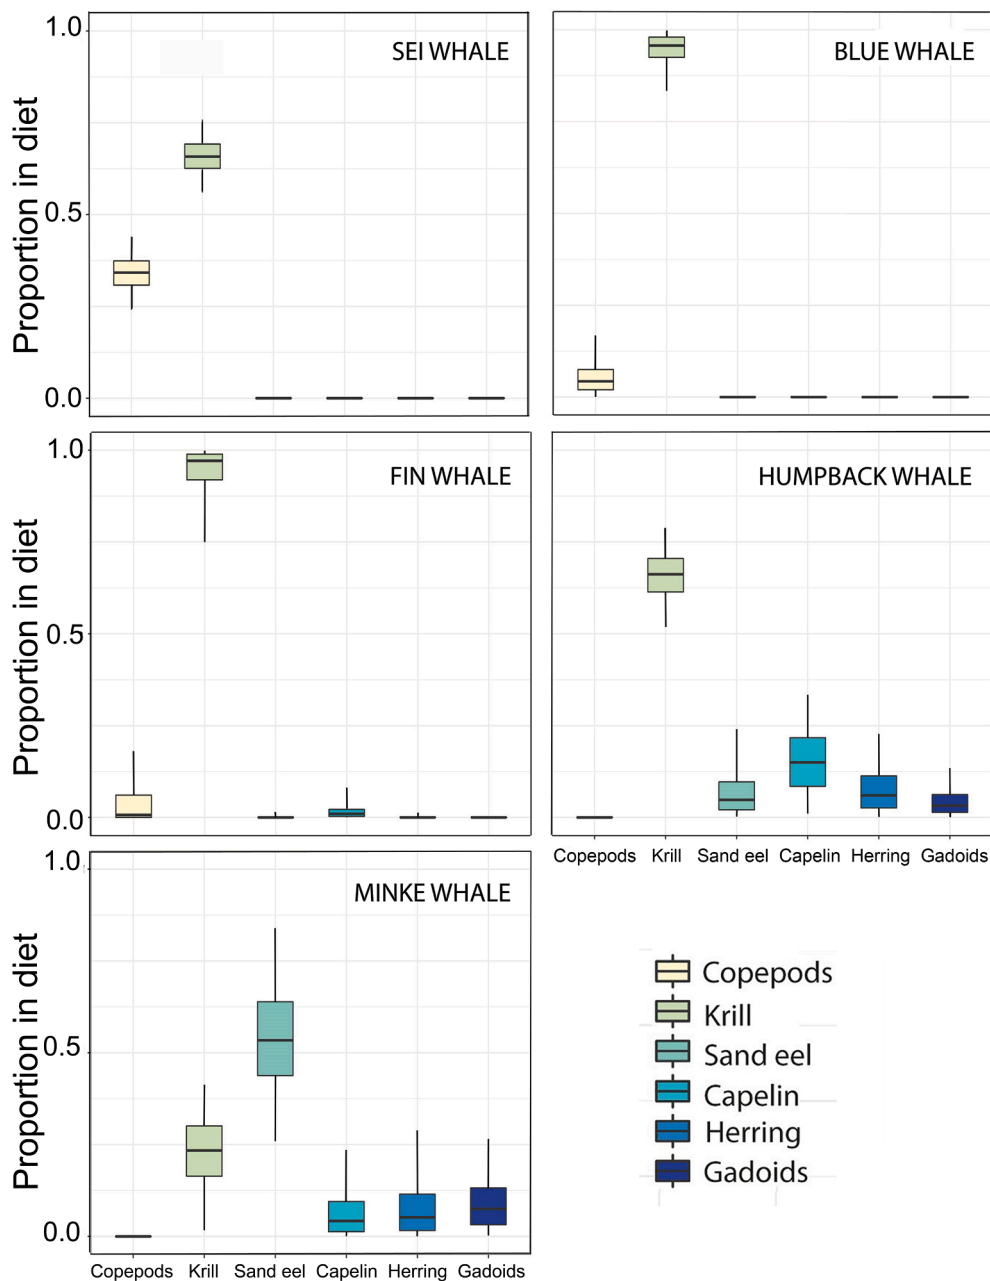 1.0
SEI WHALE
BLUE WHALE
Proportion in diet
0.5
0.0
1.0
FIN WHALE
HUMPBACK WHALE
Proportion in diet
0.5
0.0
Copepods Krill Sand eel Capelin Herring Gadoids
1.0
MINKE WHALE
Proportion in diet
0.5
0.0
Copepods Krill Sand eel Capelin Herring Gadoids
Copepods
Krill
Sand eel
Capelin
Herring
Gadoids